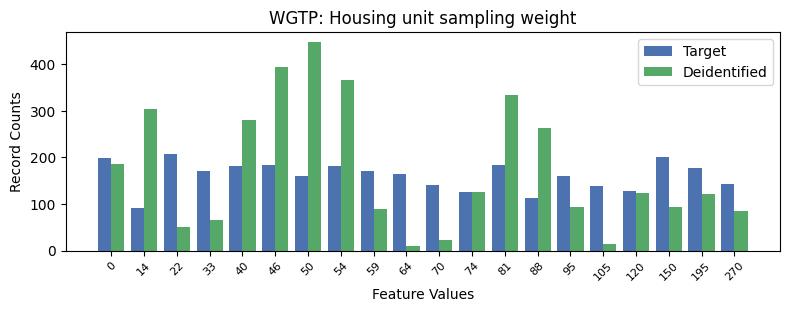 WGTP: Housing unit sampling weight
Target
Deidentified
Record Counts
400
300
200
100
0
0 14 22 33 40 46 50 54 59 64 70 74 81 88 95 105 120 150 195 270
Feature Values